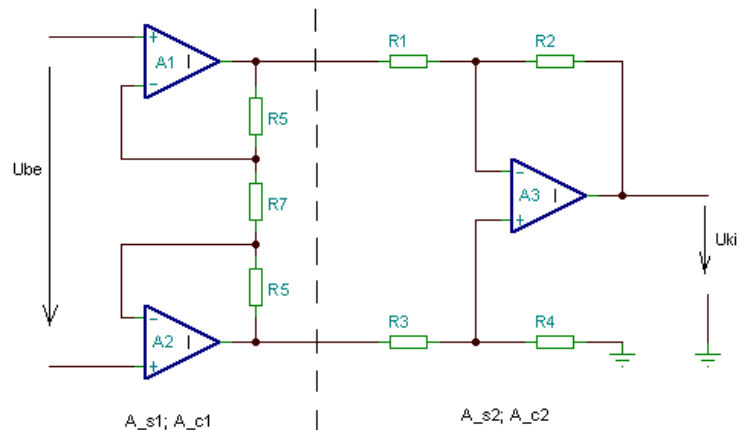 R1
R2
+
A1
-
R5
Ube
R7
-
A3
+
Uki
R5
-
A2
+
R3
R4
A_s1; A_c1
A_s2; A_c2